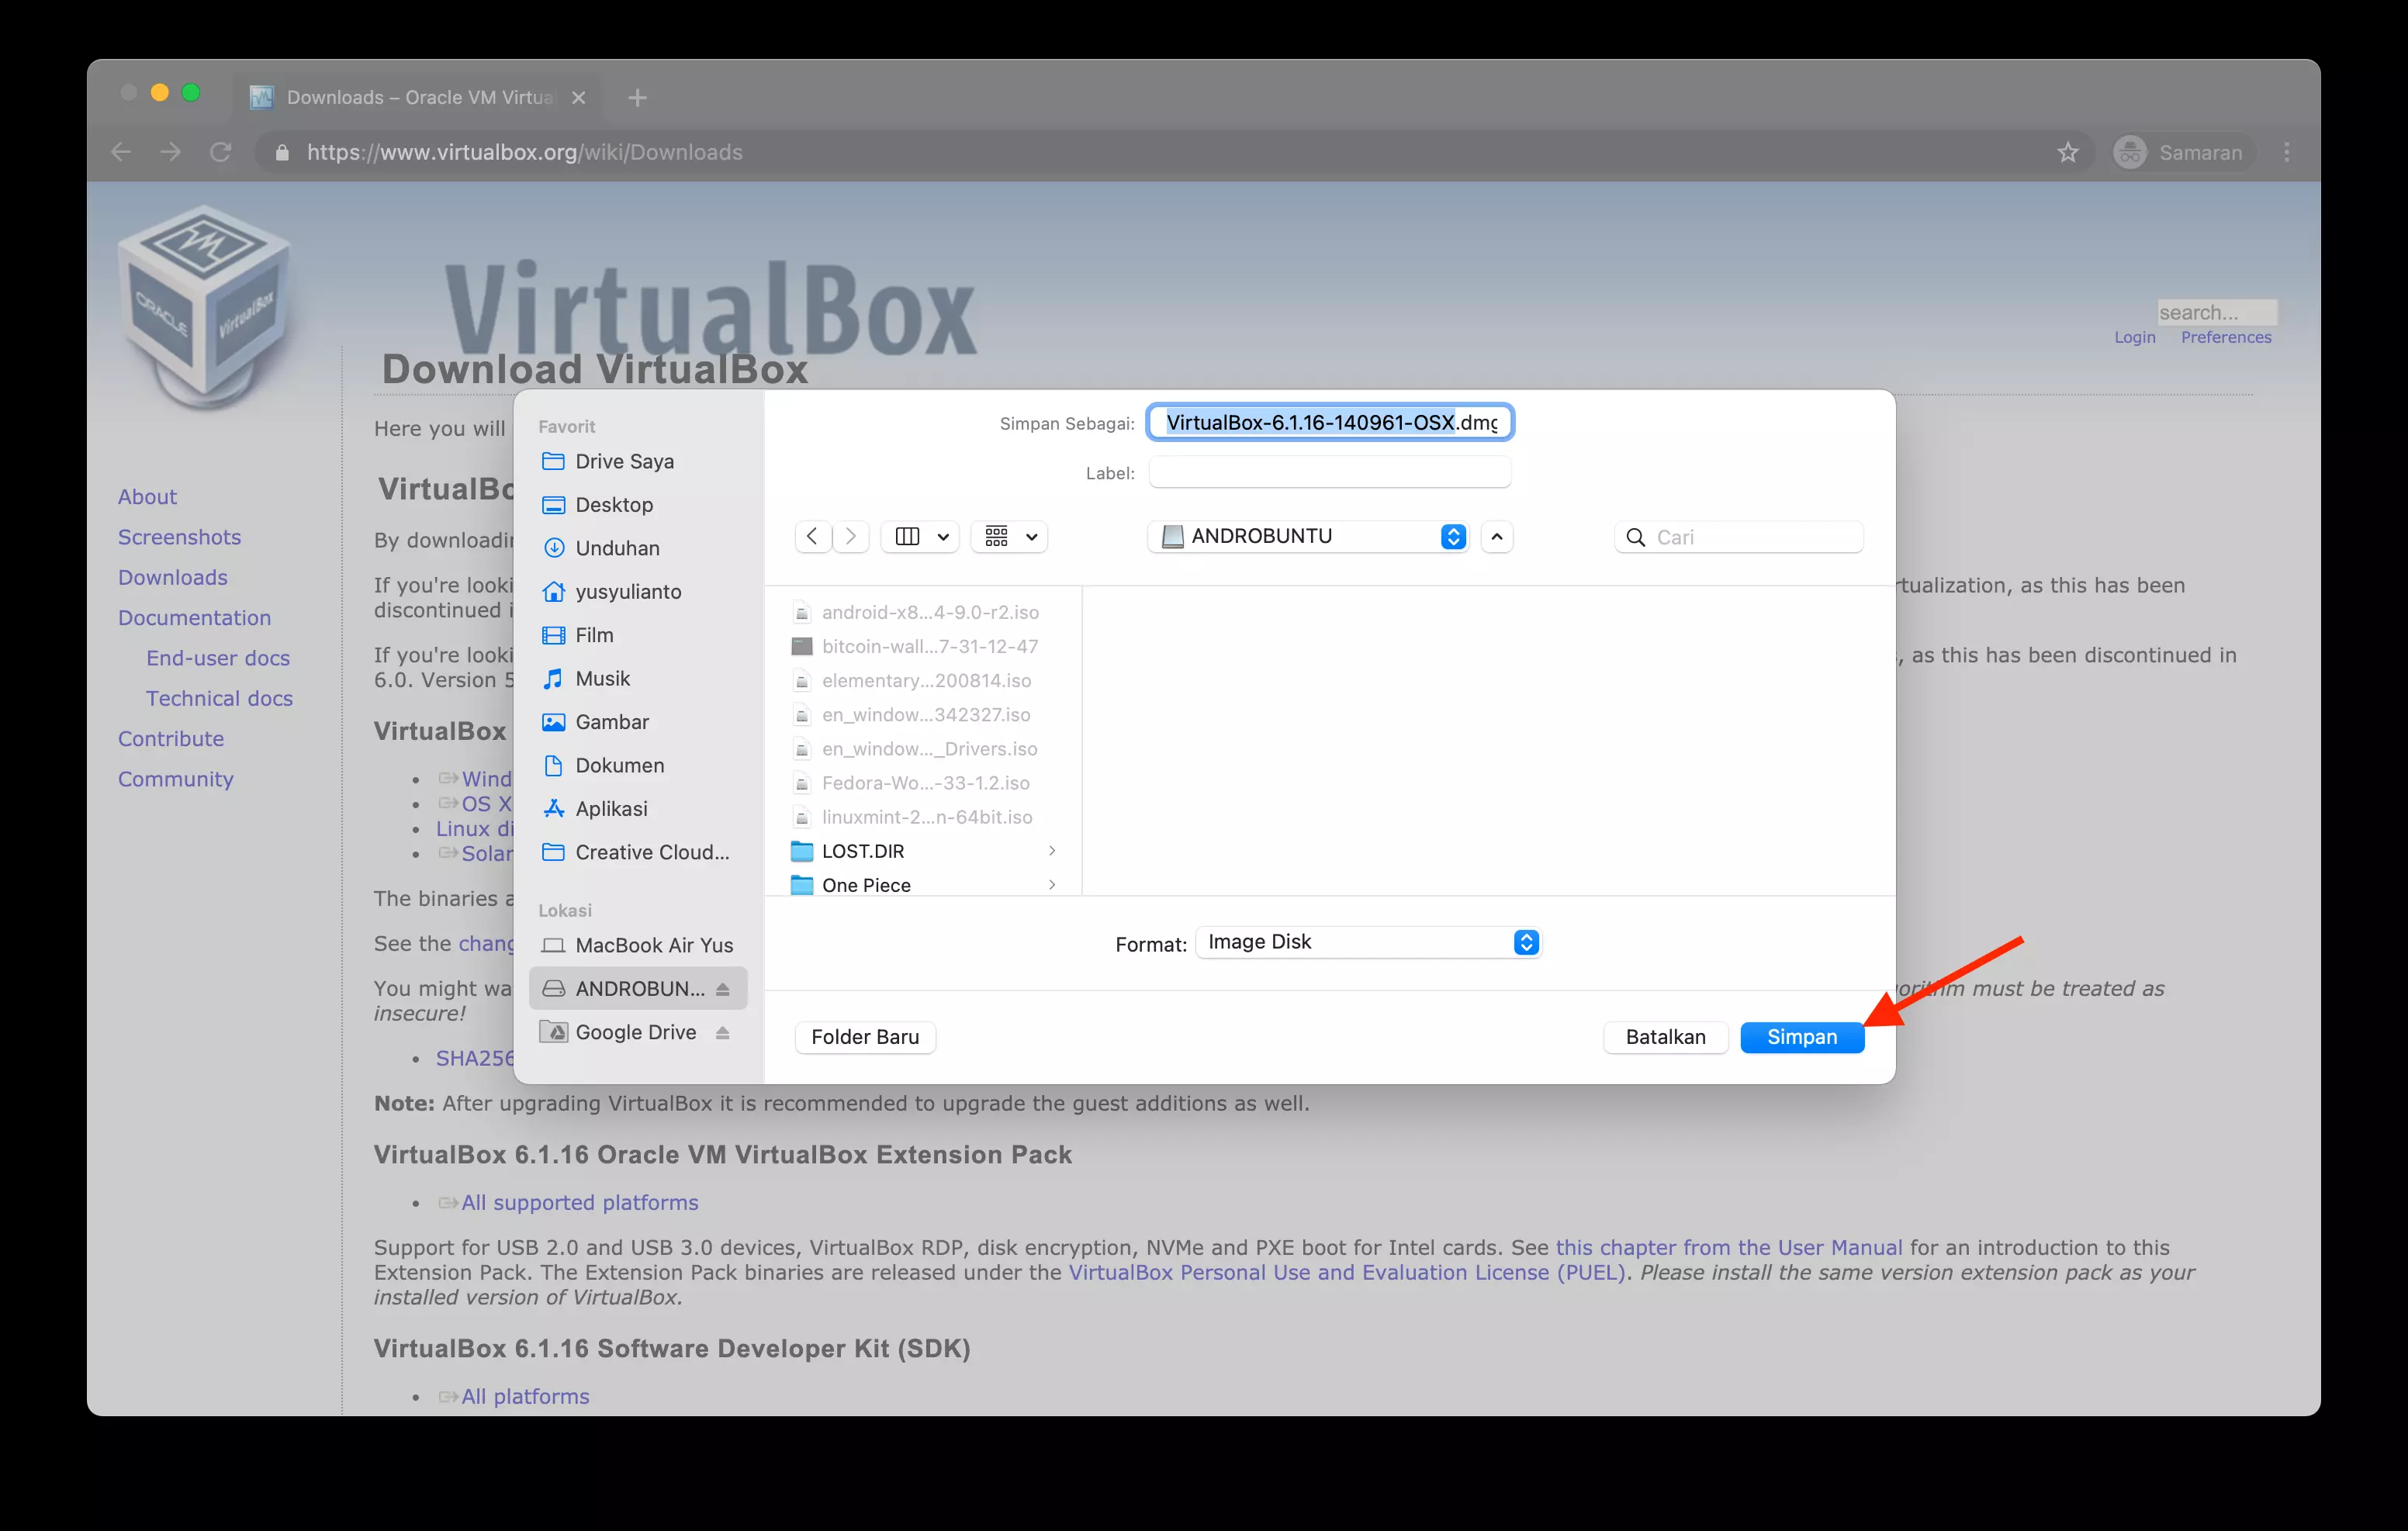 Downloads – Oracle VM Virtua
https://www.virtualbox.org/wiki/Downloads
Samaran
ORACLE
VirtualBox
VirtualBox
search...
Login Preferences
Download VirtualBox
Here you will
About
Screenshots
Downloads
Documentation
End-user docs
Technical docs
Contribute
Community
By downloadin
If you're looki
rtualization, as this has been
discontinued i
If you're looki
, as this has been discontinued in
6.0. Version 5
VirtualBox
Wind
OS X
Linux di
Solar
The binaries a
See the chang
You might wa
orithm must be treated as
insecure!
SHA256
Favorit
Drive Saya
Desktop
Unduhan
yusyulianto
Film
Musik
Gambar
Dokumen
Aplikasi
Creative Cloud...
Lokasi
MacBook Air Yus
ANDROBUN...
Google Drive
Simpan Sebagai: VirtualBox-6.1.16-140961-OSX.dmg
Label:
ANDROBUNTU
Cari
android-x8...4-9.0-r2.iso
bitcoin-wall...7-31-12-47
elementary...200814.iso
en_window...342327.iso
en_window..._Drivers.iso
Fedora-Wo...-33-1.2.iso
linuxmint-2...n-64bit.iso
LOST.DIR
One Piece
Format: Image Disk
Folder Baru
Batalkan
Simpan
Note: After upgrading VirtualBox it is recommended to upgrade the guest additions as well.
VirtualBox 6.1.16 Oracle VM VirtualBox Extension Pack
All supported platforms
Support for USB 2.0 and USB 3.0 devices, VirtualBox RDP, disk encryption, NVMe and PXE boot for Intel cards. See this chapter from the User Manual for an introduction to this
Extension Pack. The Extension Pack binaries are released under the VirtualBox Personal Use and Evaluation License (PUEL). Please install the same version extension pack as your
installed version of VirtualBox.
VirtualBox 6.1.16 Software Developer Kit (SDK)
All platforms